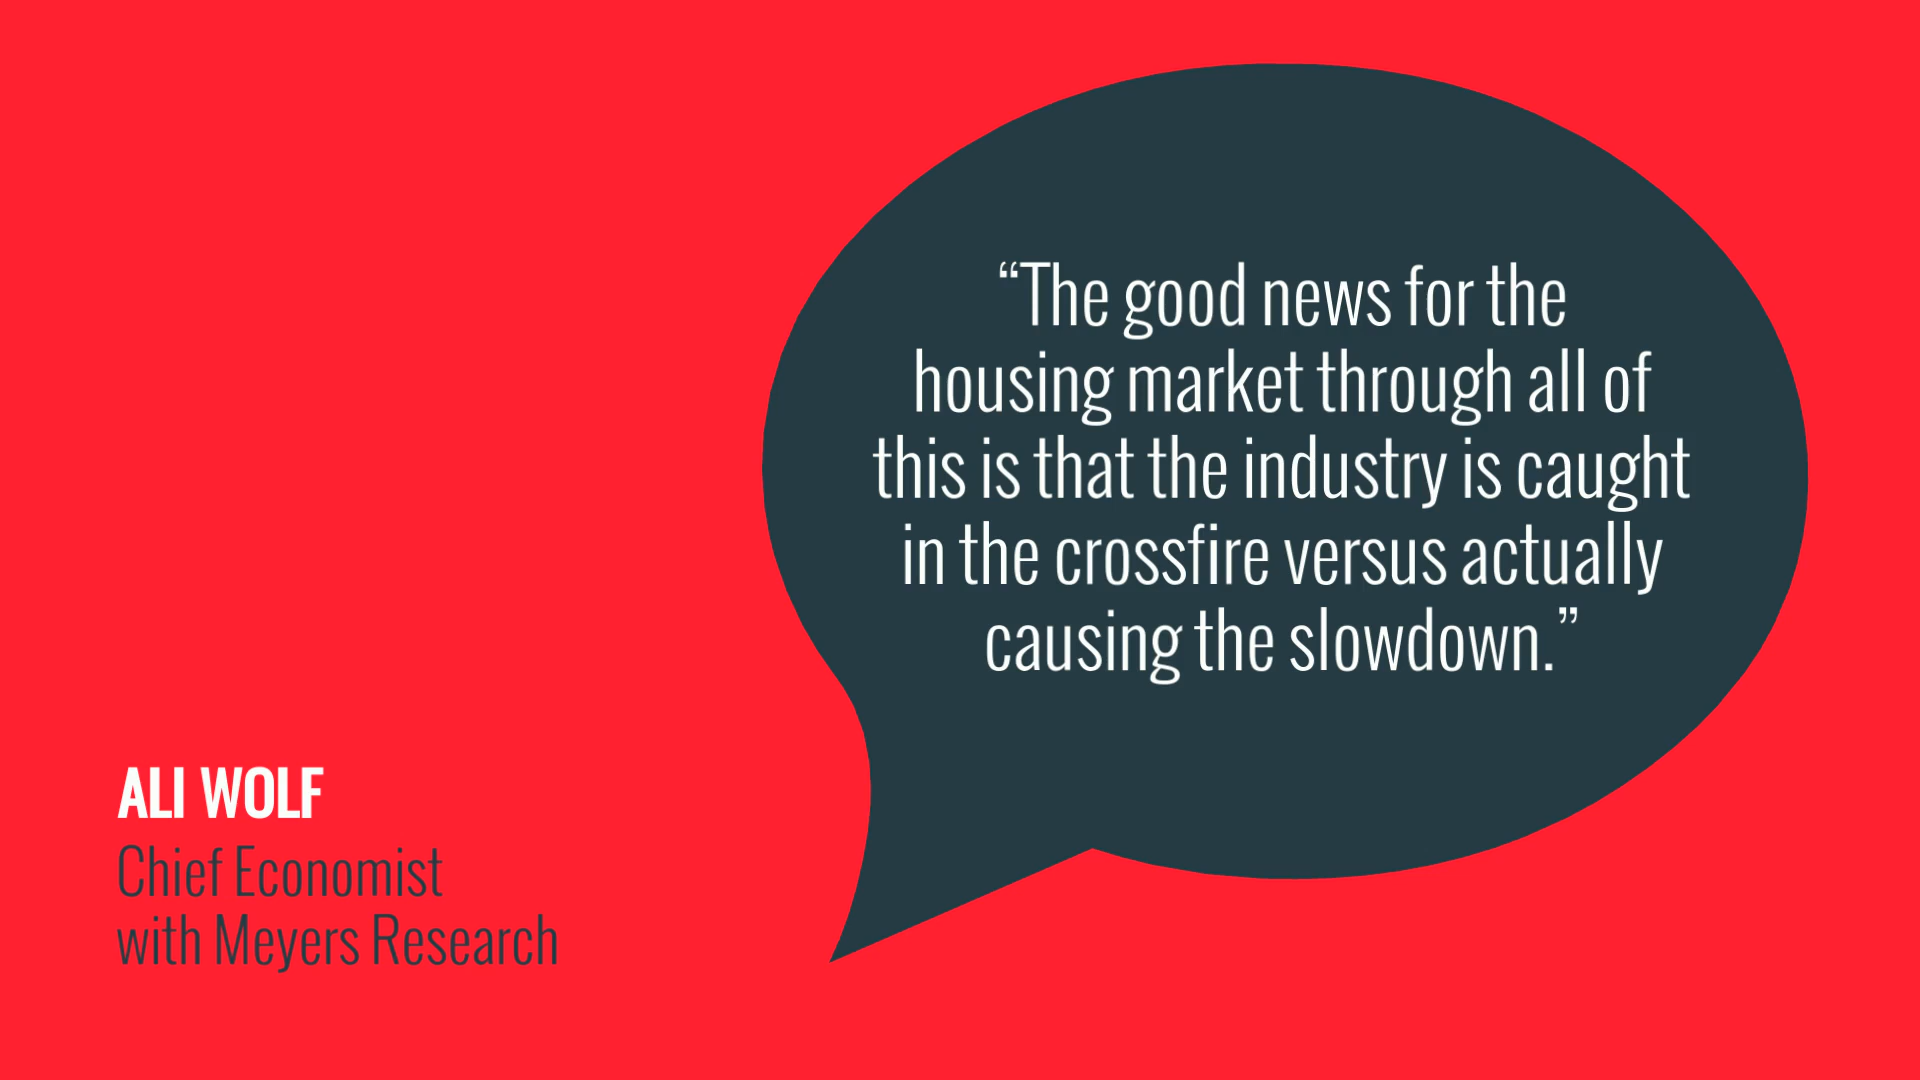 “The good news for the
housing market through all of
this is that the industry is caught
in the crossfire versus actually
causing the slowdown.”
ALI WOLF
Chief Economist
with Meyers Research